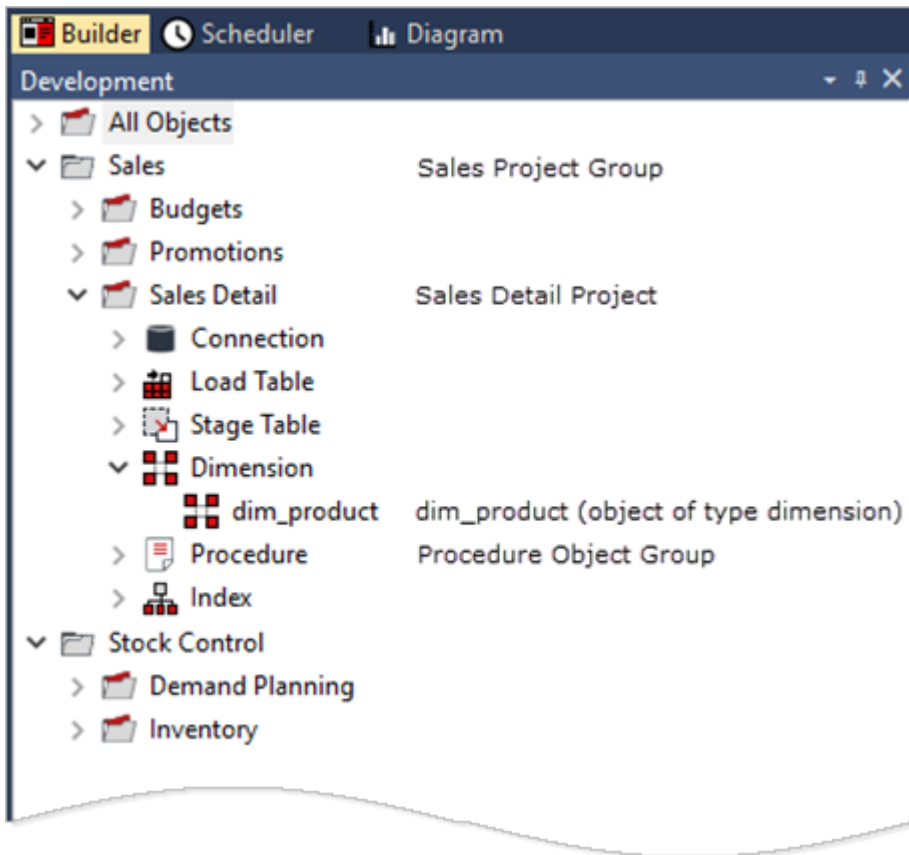 Builder Scheduler Diagram
Development
All Objects
Sales Sales Project Group
Budgets
Promotions
Sales Detail Sales Detail Project
Connection
Load Table
Stage Table
Dimension
dim_product dim_product (object of type dimension)
Procedure Procedure Object Group
Index
Stock Control
Demand Planning
Inventory